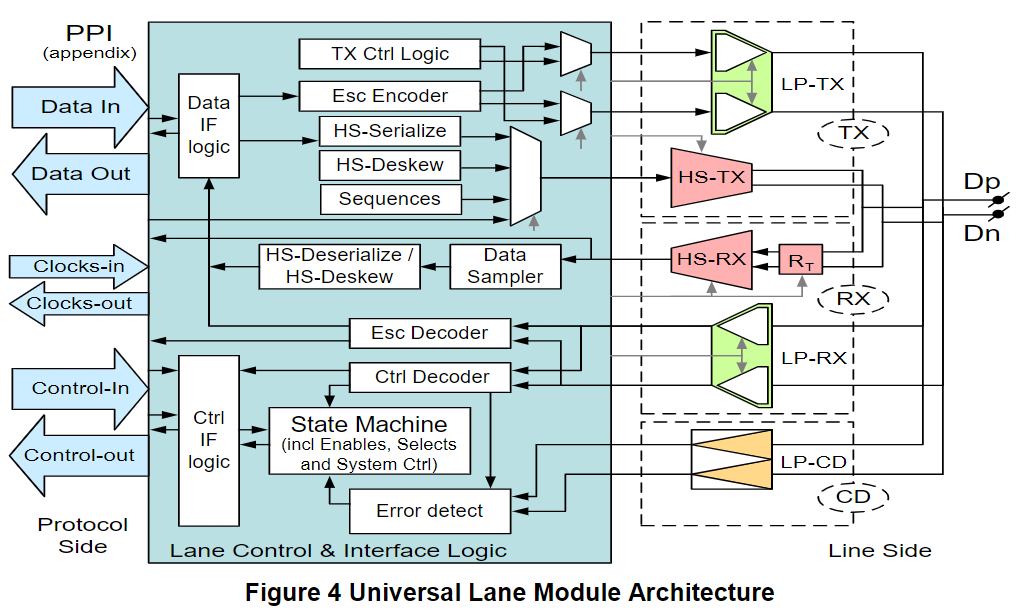 PPI
(appendix)
Data In
Data Out
Clocks-in
Clocks-out
Control-In
Control-out
Protocol
Side
Data
IF
logic
TX Ctrl Logic
Esc Encoder
HS-Serialize
HS-Deskew
Sequences
HS-Deserialize /
HS-Deskew
Data
Sampler
Esc Decoder
Ctrl Decoder
Ctrl
IF
logic
State Machine
(incl Enables, Selects
and System Ctrl)
Error detect
Lane Control & Interface Logic
LP-TX
TX
HS-TX
HS-RX
RT
RX
LP-RX
LP-CD
CD
Dp
Dn
Line Side
Figure 4 Universal Lane Module Architecture